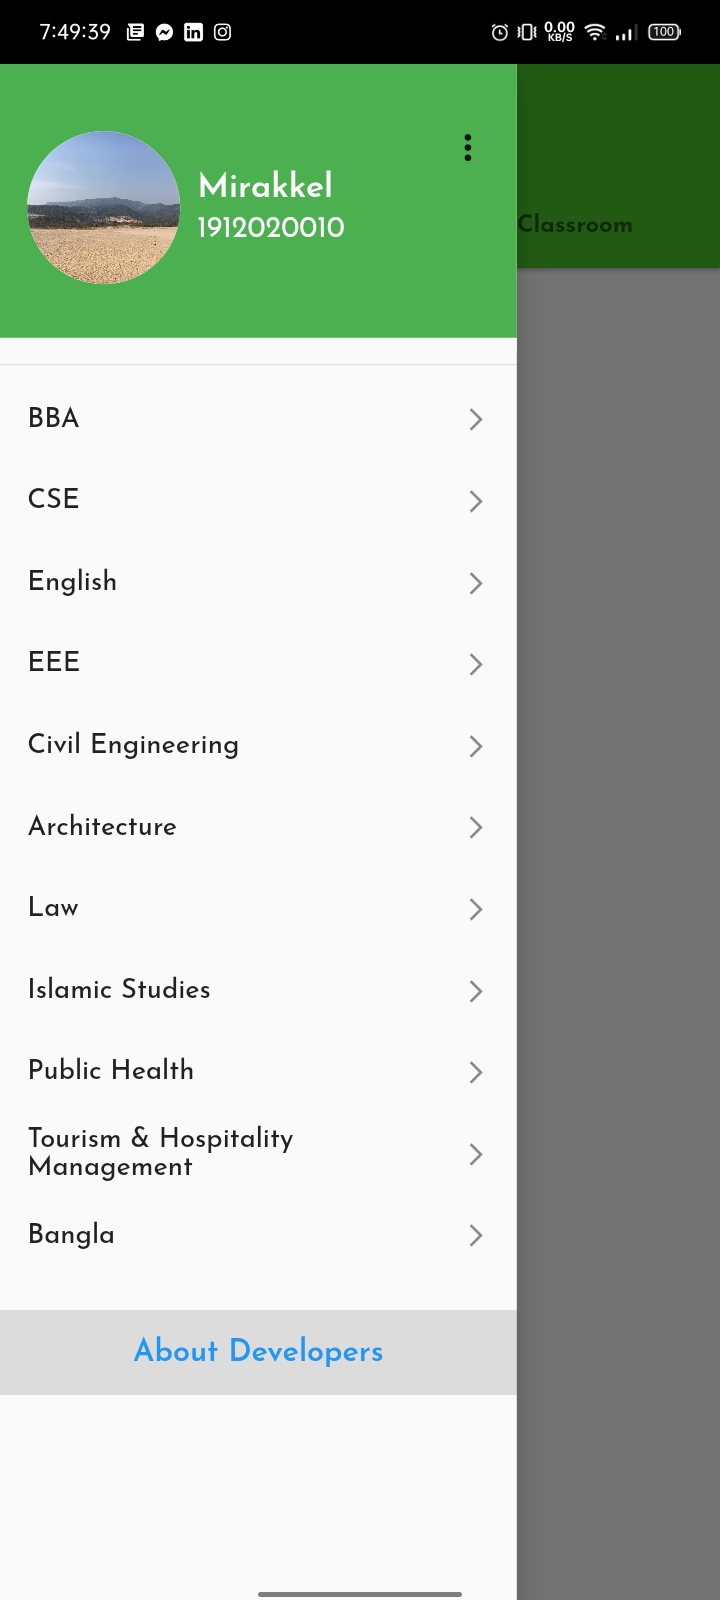 7:49:39
0.00
KB/S
100
Mirakkel
1912020010
Classroom
BBA
CSE
English
EEE
Civil Engineering
Architecture
Law
Islamic Studies
Public Health
Tourism & Hospitality
Management
Bangla
About Developers